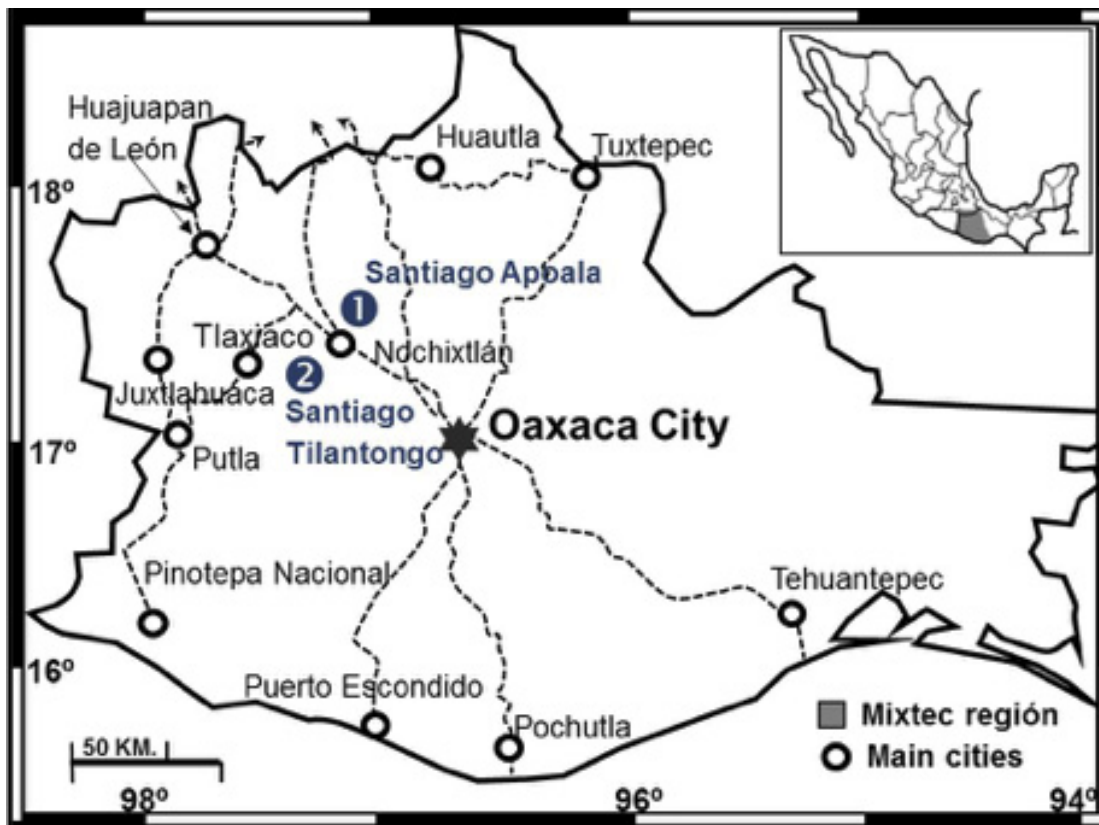 Huajuapan
de León
Huautla
Tuxtepec
18º
Santiago Apoala
1
Tlaxiaco
Nochixtlán
2
Juxtlahuaca
Santiago
Tilantongo
Oaxaca City
17º
Putla
Pinotepa Nacional
Tehuantepec
16º
Puerto Escondido
Pochutla
Mixtec región
Main cities
50 KM.
98º
96º
94º